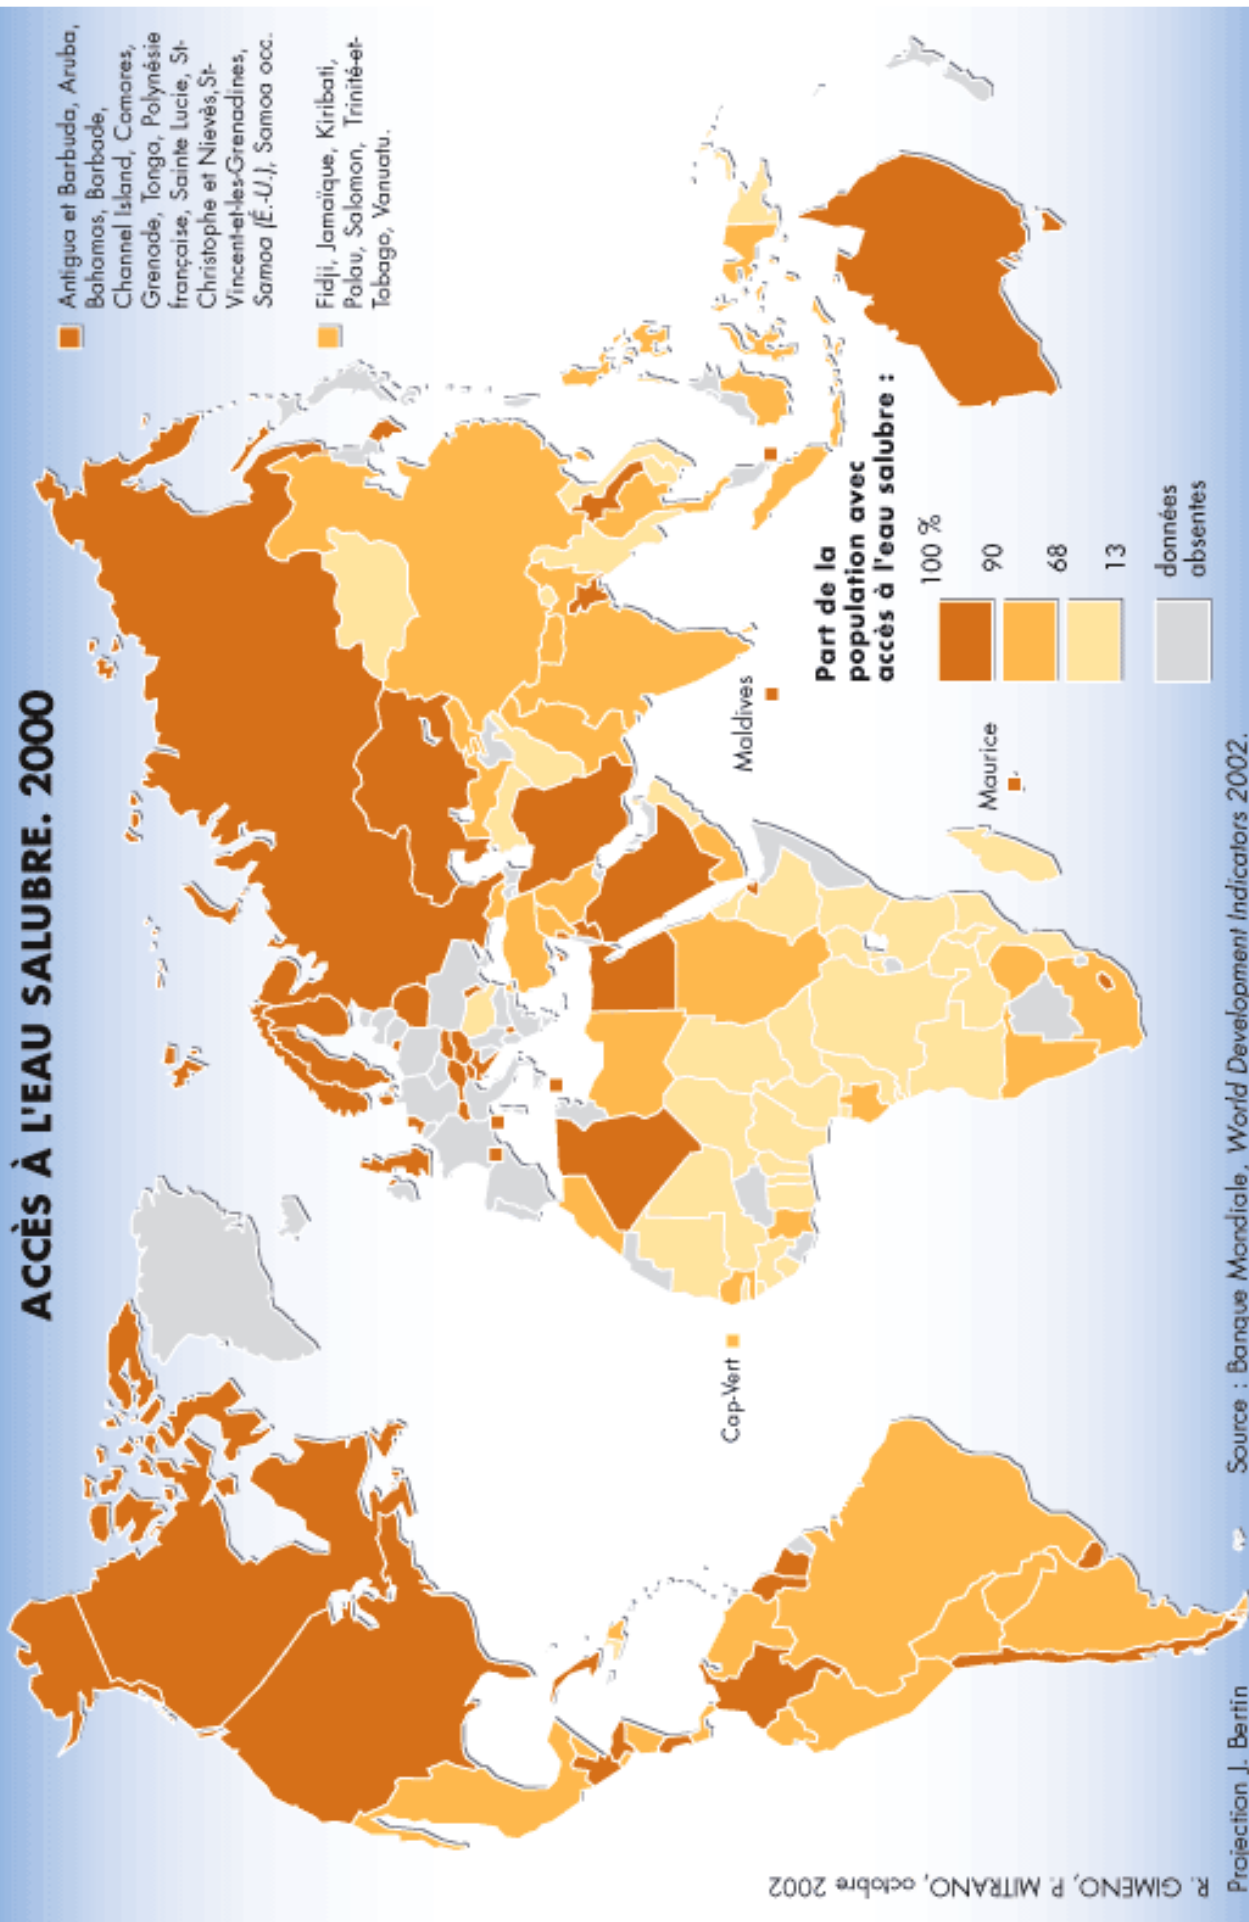 ACCÈS À L'EAU SALUBRE. 2000
Antigua et Barbuda, Aruba,
Bahamas, Barbade,
Channel Island, Comores,
Grenade, Tonga, Polynésie
française, Sainte Lucie, St-
Christophe et Nievès,St-
Vincent-et-les-Grenadines,
Samoa (É.-U.), Samoa occ.
Fidji, Jamaïque, Kiribati,
Palau, Salomon, Trinité-et-
Tobago, Vanuatu.
Cap-Vert
Maldives
Maurice
Part de la
population avec
accès à l'eau salubre :
100 %
90
68
13
données
absentes
R. GIMENO, P. MITRANO, octobre 2002
Projection J. Bertin
Source : Banque Mondiale, World Development Indicators 2002.